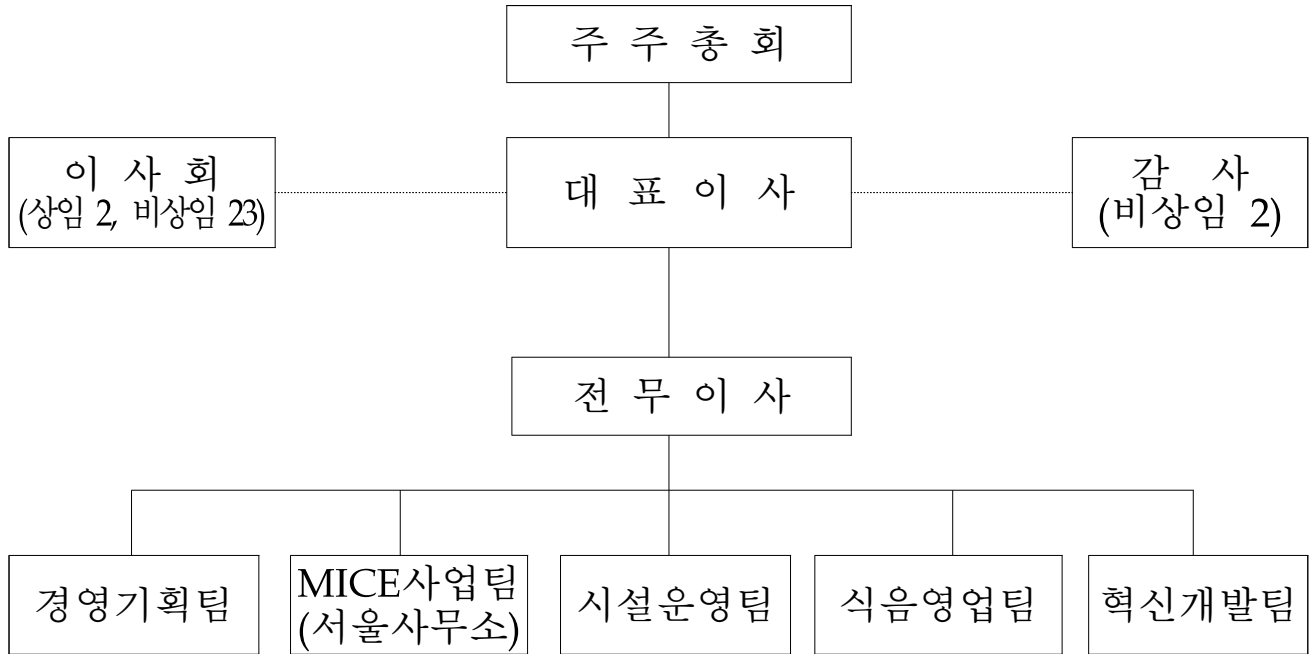 주 주 총 회
이 사 회
(상임 2, 비상임 23)
대 표 이 사
감 사
(비상임 2)
전 무 이 사
경영기획팀
MICE사업팀
(서울사무소)
시설운영팀
식음영업팀
혁신개발팀